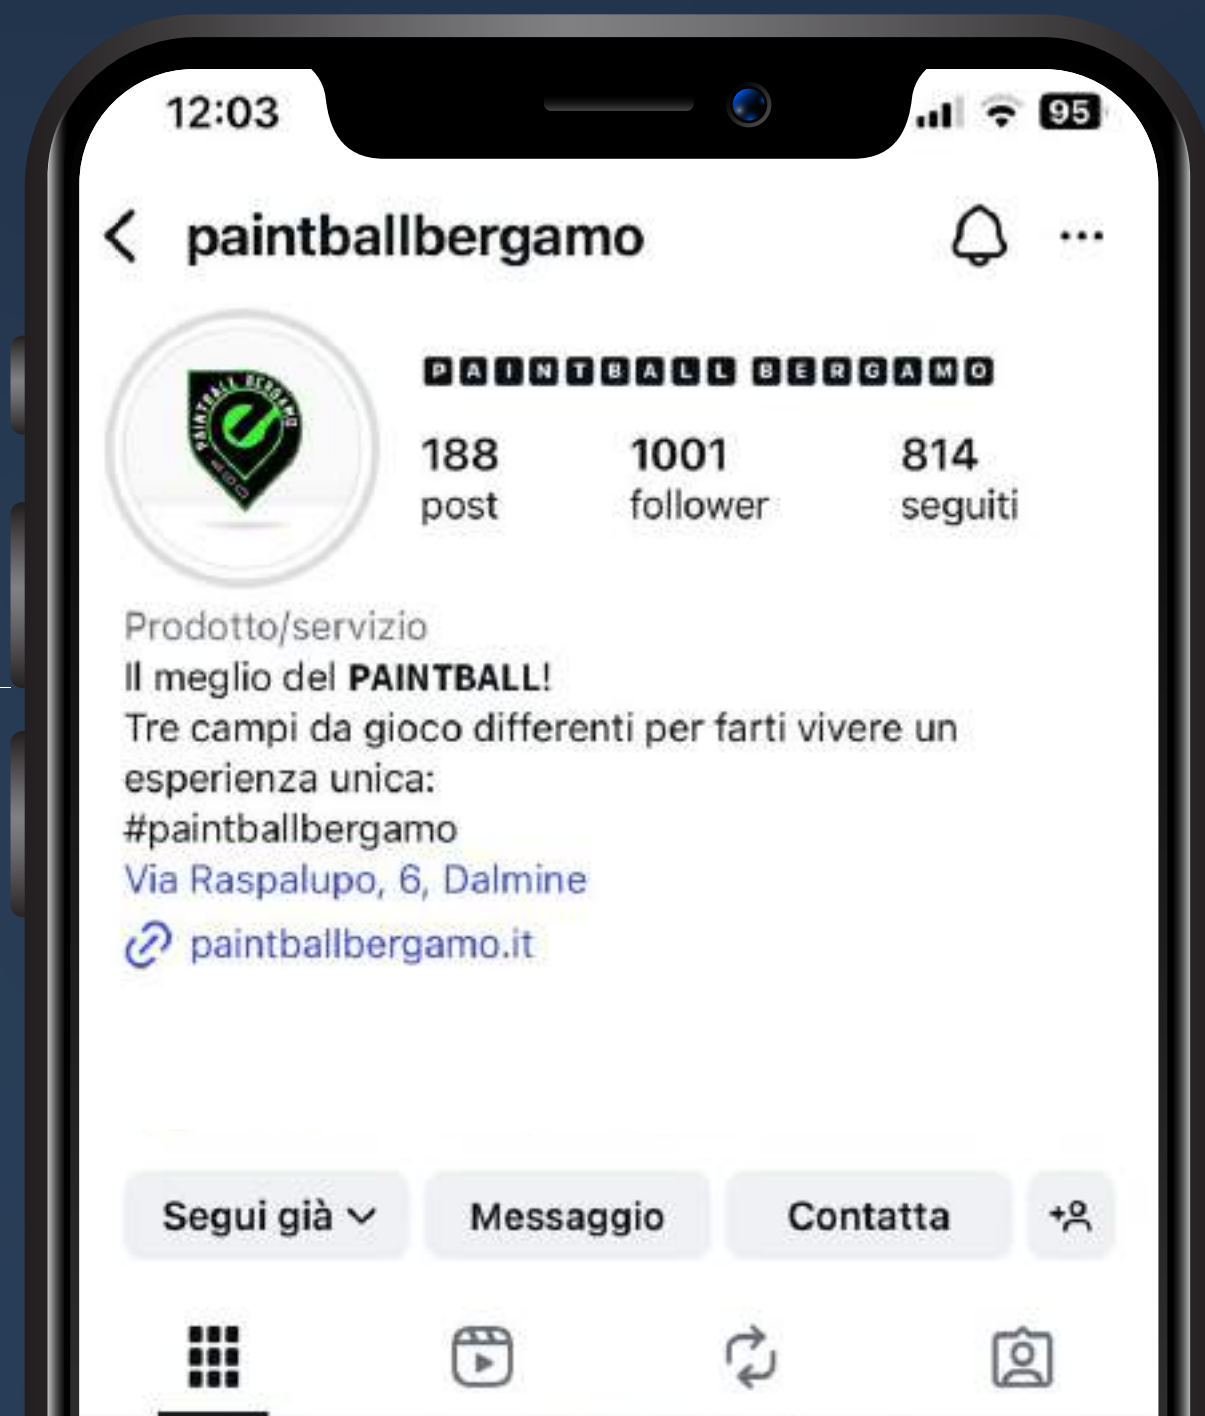 12:03
95
paintballbergamo
PAINTBALL BERGAMO
PAINTBALL BERGAMO
188 1001 814
post follower seguiti
Prodotto/servizio
Il meglio del PAINTBALL!
Tre campi da gioco differenti per farti vivere un
esperienza unica:
#paintballbergamo
Via Raspalupo, 6, Dalmine
paintballbergamo.it
Segui già
Messaggio
Contatta